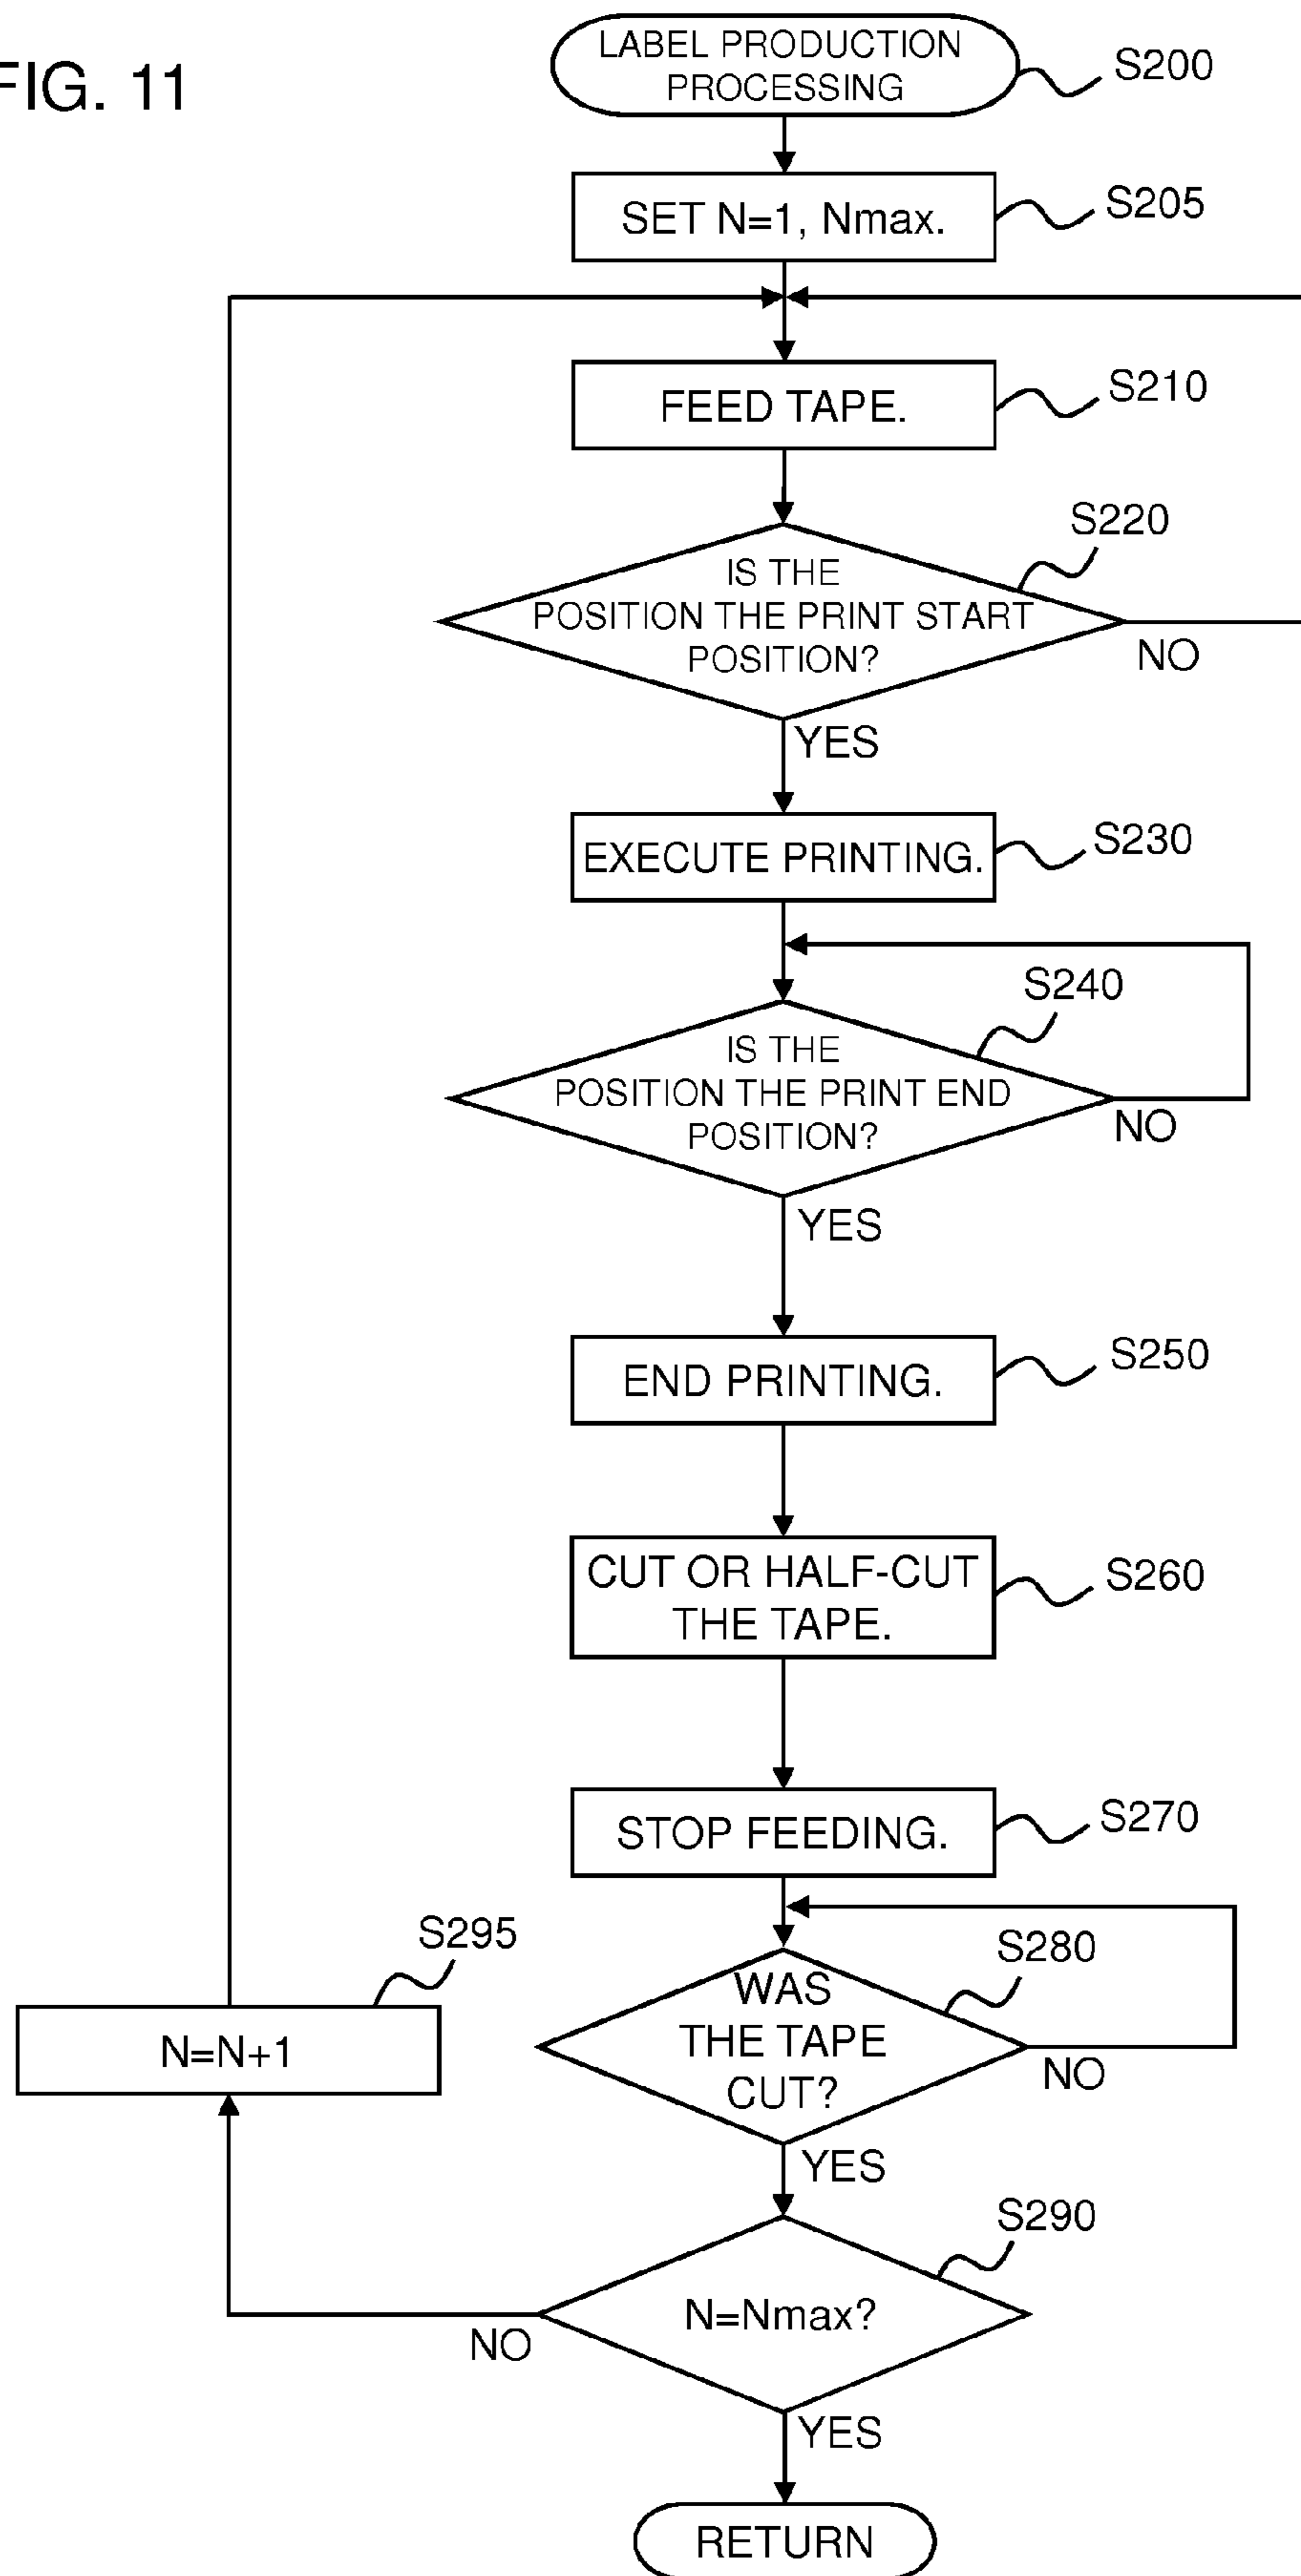 FIG. 11
LABEL PRODUCTION
PROCESSING
S200
SET N=1, Nmax.
S205
FEED TAPE.
S210
S220
IS THE
POSITION THE PRINT START
POSITION?
NO
YES
EXECUTE PRINTING.
S230
S240
IS THE
POSITION THE PRINT END
POSITION?
NO
YES
END PRINTING.
S250
CUT OR HALF-CUT
THE TAPE.
S260
STOP FEEDING.
S270
S295
N=N+1
S280
WAS
THE TAPE
CUT?
NO
YES
S290
N=Nmax?
NO
YES
RETURN